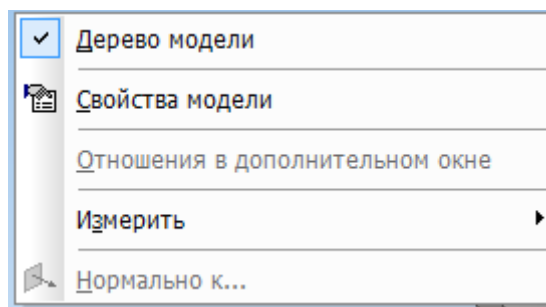 Дерево модели
Свойства модели
Отношения в дополнительном окне
Измерить
Нормально к...